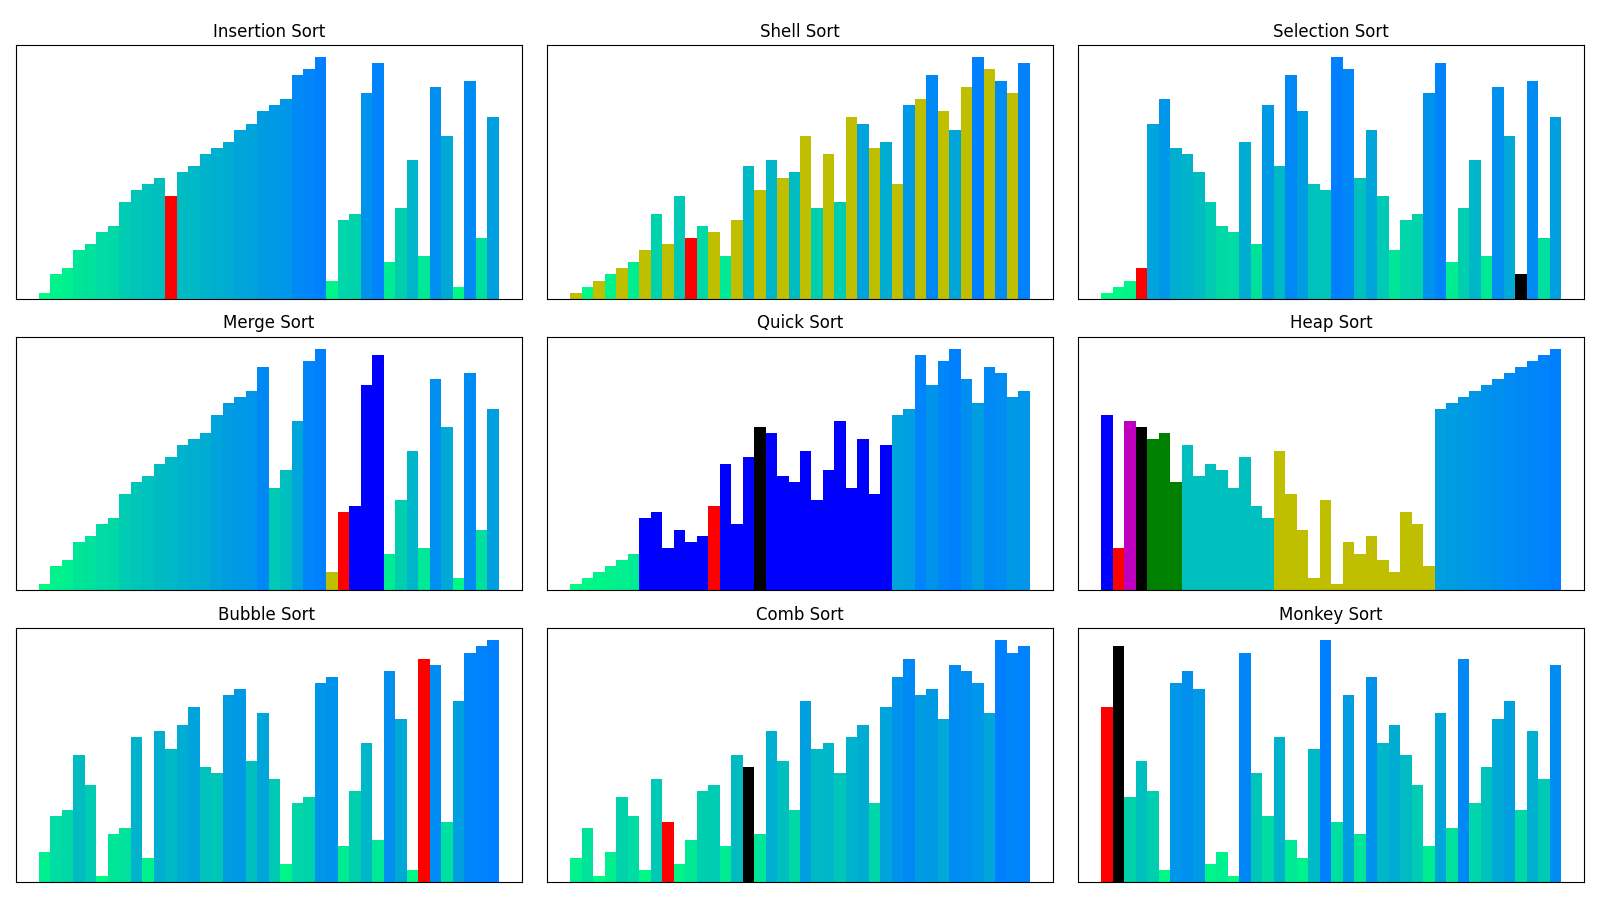 Insertion Sort
Shell Sort
Selection Sort
Merge Sort
Quick Sort
Heap Sort
Bubble Sort
Comb Sort
Monkey Sort